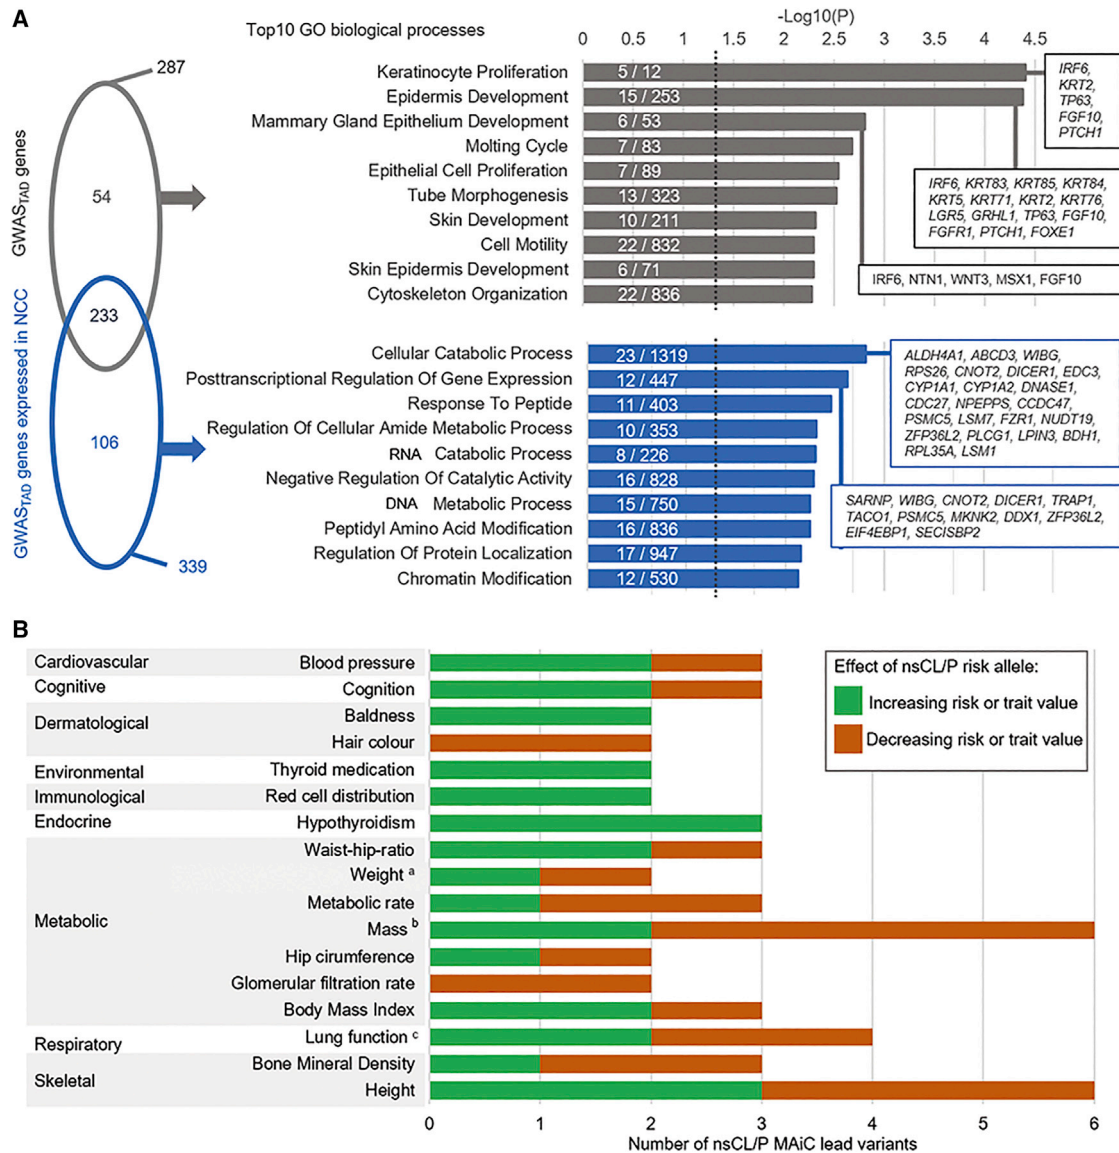 A
Top10 GO biological processes
-Log10(P)
0 0.5 1 1.5 2 2.5 3 3.5 4 4.5
287
54
233
106
339
GWASTAD genes
GWASTAD genes expressed in NCC
Keratinocyte Proliferation 5 / 12
Epidermis Development 15 / 253
Mammary Gland Epithelium Development 6 / 53
Molting Cycle 7 / 83
Epithelial Cell Proliferation 7 / 89
Tube Morphogenesis 13 / 323
Skin Development 10 / 211
Cell Motility 22 / 832
Skin Epidermis Development 6 / 71
Cytoskeleton Organization 22 / 836
IRF6,
KRT2,
TP63,
FGF10,
PTCH1
IRF6, KRT83, KRT85, KRT84,
KRT5, KRT71, KRT2, KRT76,
LGR5, GRHL1, TP63, FGF10,
FGFR1, PTCH1, FOXE1
IRF6, NTN1, WNT3, MSX1, FGF10
Cellular Catabolic Process 23 / 1319
Posttranscriptional Regulation Of Gene Expression 12 / 447
Response To Peptide 11 / 403
Regulation Of Cellular Amide Metabolic Process 10 / 353
RNA Catabolic Process 8 / 226
Negative Regulation Of Catalytic Activity 16 / 828
DNA Metabolic Process 15 / 750
Peptidyl Amino Acid Modification 16 / 836
Regulation Of Protein Localization 17 / 947
Chromatin Modification 12 / 530
ALDH4A1, ABCD3, WIBG,
RPS26, CNOT2, DICER1, EDC3,
CYP1A1, CYP1A2, DNASE1,
CDC27, NPEPPS, CCDC47,
PSMC5, LSM7, FZR1, NUDT19,
ZFP36L2, PLCG1, LPIN3, BDH1,
RPL35A, LSM1
SARNP, WIBG, CNOT2, DICER1, TRAP1,
TACO1, PSMC5, MKNK2, DDX1, ZFP36L2,
EIF4EBP1, SECISBP2
B
Cardiovascular Blood pressure
Cognitive Cognition
Dermatological Baldness
Hair colour
Environmental Thyroid medication
Immunological Red cell distribution
Endocrine Hypothyroidism
Waist-hip-ratio
Weight a
Metabolic rate
Metabolic
Mass b
Hip cirumference
Glomerular filtration rate
Body Mass Index
Respiratory Lung function c
Bone Mineral Density
Skeletal
Height
Effect of nsCL/P risk allele:
Increasing risk or trait value
Decreasing risk or trait value
0 1 2 3 4 5 6
Number of nsCL/P MAiC lead variants